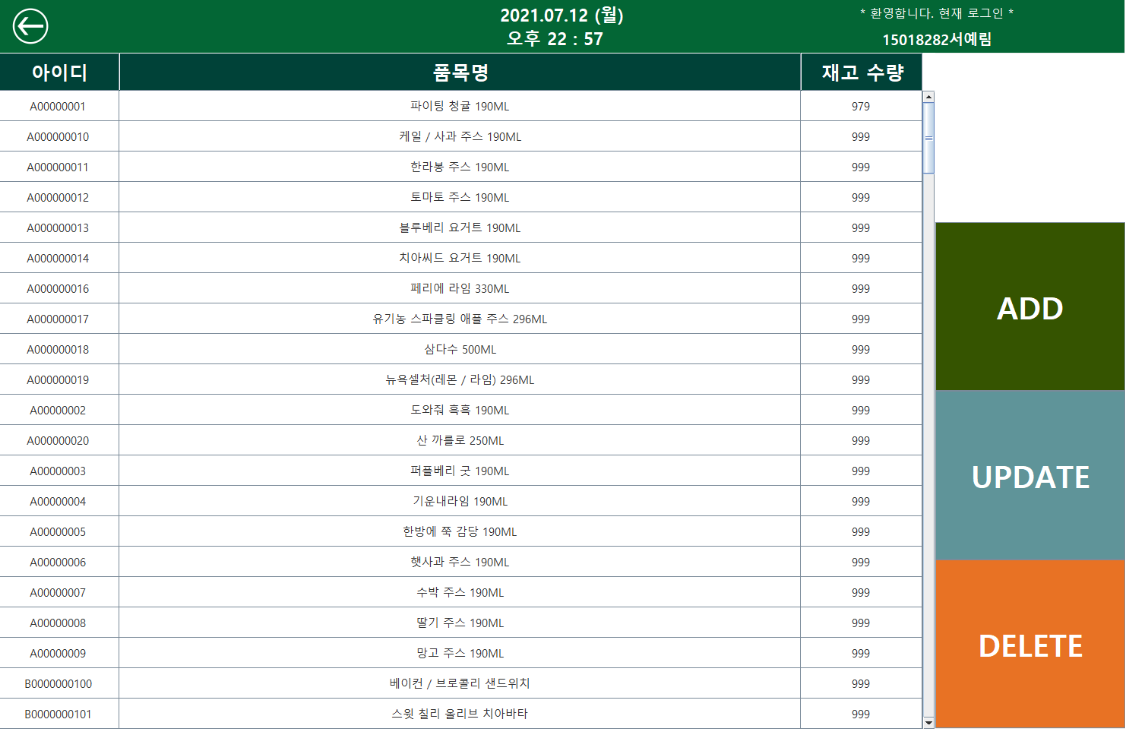 2021.07.12 (월)
오후 22 : 57
* 환영합니다. 현재 로그인 *
15018282서예림
아이디 품목명 재고 수량
A00000001 파이팅 청귤 190ML 979
A000000010 케일 / 사과 주스 190ML 999
A000000011 한라봉 주스 190ML 999
A000000012 토마토 주스 190ML 999
A000000013 블루베리 요거트 190ML 999
A000000014 치아씨드 요거트 190ML 999
A000000016 페리에 라임 330ML 999
A000000017 유기농 스파클링 애플 주스 296ML 999
A000000018 삼다수 500ML 999
A000000019 뉴욕셀처(레몬 / 라임) 296ML 999
A00000002 도와줘 흑흑 190ML 999
A000000020 산 까를로 250ML 999
A00000003 퍼플베리 굿 190ML 999
A00000004 기운내라임 190ML 999
A00000005 한방에 쭉 감당 190ML 999
A00000006 햇사과 주스 190ML 999
A00000007 수박 주스 190ML 999
A00000008 딸기 주스 190ML 999
A00000009 망고 주스 190ML 999
B0000000100 베이컨 / 브로콜리 샌드위치 999
B0000000101 스윗 칠리 올리브 치아바타 999
ADD
UPDATE
DELETE